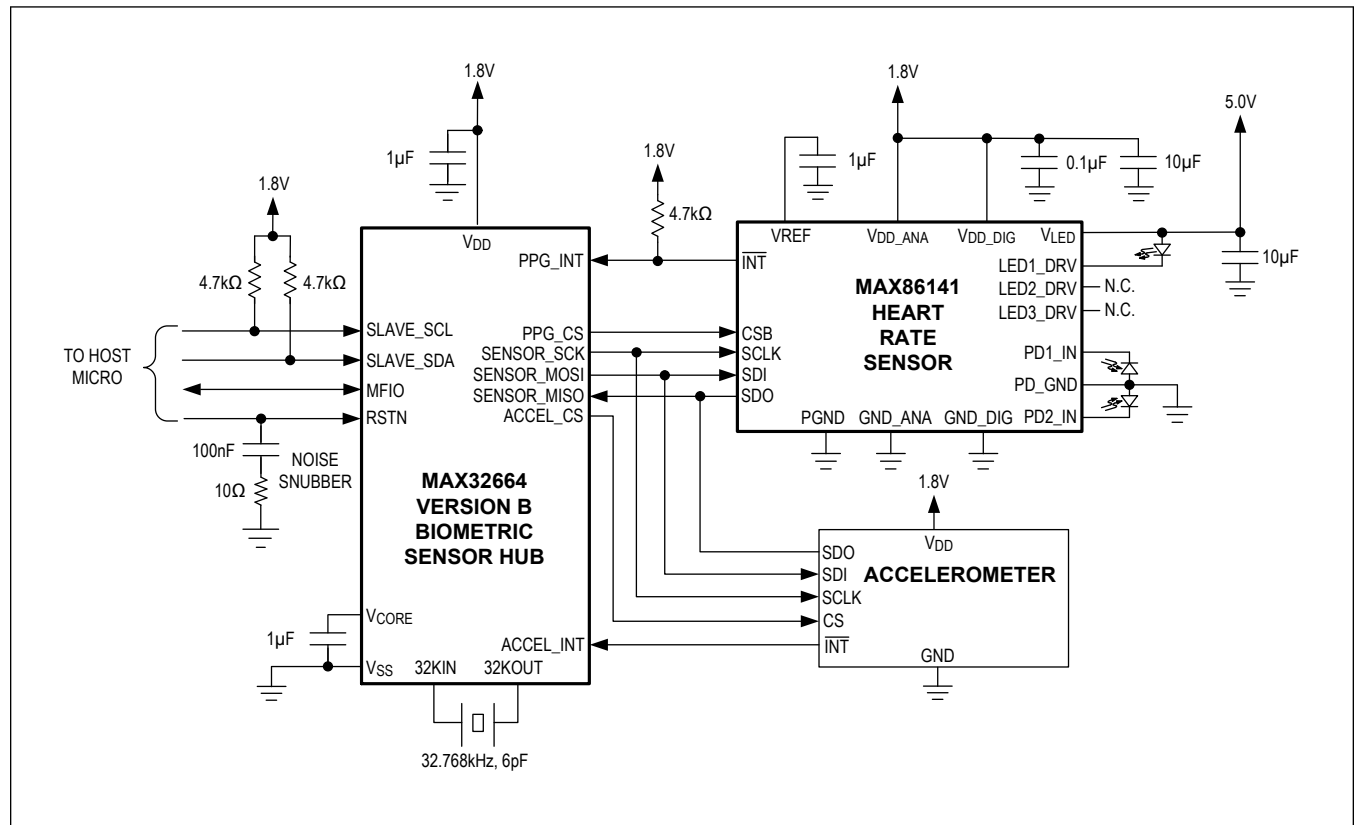 1.8V
1µF
1.8V
4.7kΩ
4.7kΩ
TO HOST
MICRO
100nF
10Ω
NOISE
SNUBBER
VDD
SLAVE_SCL
SLAVE_SDA
MFIO
RSTN
PPG_INT
PPG_CS
SENSOR_SCK
SENSOR_MOSI
SENSOR_MISO
ACCEL_CS
MAX32664
VERSION B
BIOMETRIC
SENSOR HUB
VCORE
1µF
VSS
32KIN
32KOUT
ACCEL_INT
32.768kHz, 6pF
1.8V
4.7kΩ
1µF
1.8V
0.1µF
10µF
5.0V
10µF
VREF
VDD_ANA
VDD_DIG
VLED
INT
CSB
SCLK
SDI
SDO
MAX86141
HEART
RATE
SENSOR
LED1_DRV
LED2_DRV
N.C.
LED3_DRV
N.C.
PD1_IN
PD_GND
PD2_IN
PGND
GND_ANA
GND_DIG
1.8V
VDD
SDO
SDI
SCLK
CS
INT
ACCELEROMETER
GND